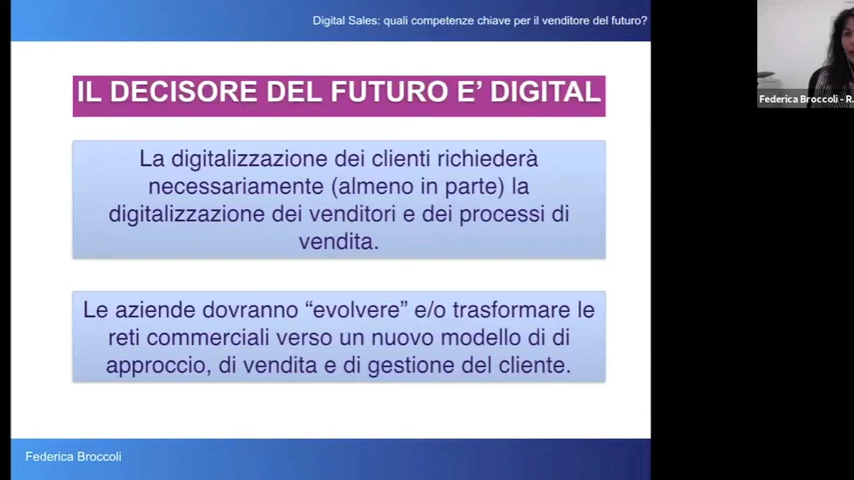 Digital Sales: quali competenze chiave per il venditore del futuro?
IL DECISORE DEL FUTURO E' DIGITAL
La digitalizzazione dei clienti richiederà
necessariamente (almeno in parte) la
digitalizzazione dei venditori e dei processi di
vendita.
Le aziende dovranno “evolvere” e/o trasformare le
reti commerciali verso un nuovo modello di di
approccio, di vendita e di gestione del cliente.
Federica Broccoli
Federica Broccoli - R.